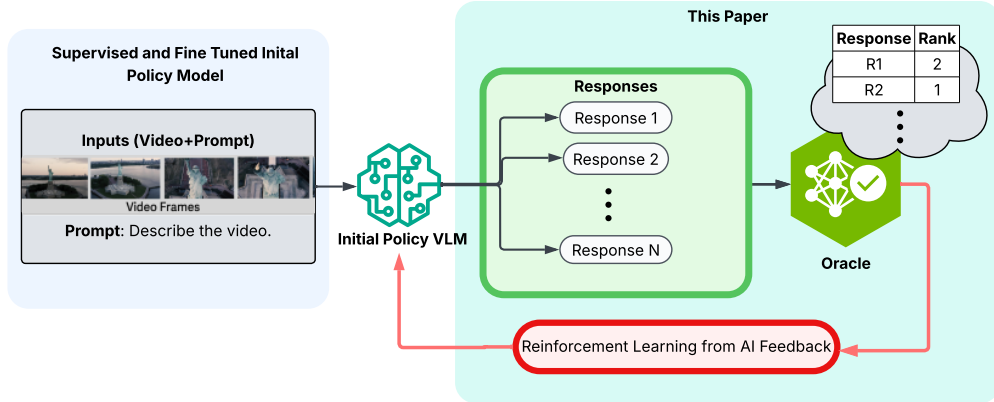 Supervised and Fine Tuned Inital
Policy Model
Inputs (Video+Prompt)
Video Frames
Prompt: Describe the video.
Initial Policy VLM
This Paper
Responses
Response 1
Response 2
Response N
Response Rank
R1 2
R2 1
Oracle
Reinforcement Learning from AI Feedback